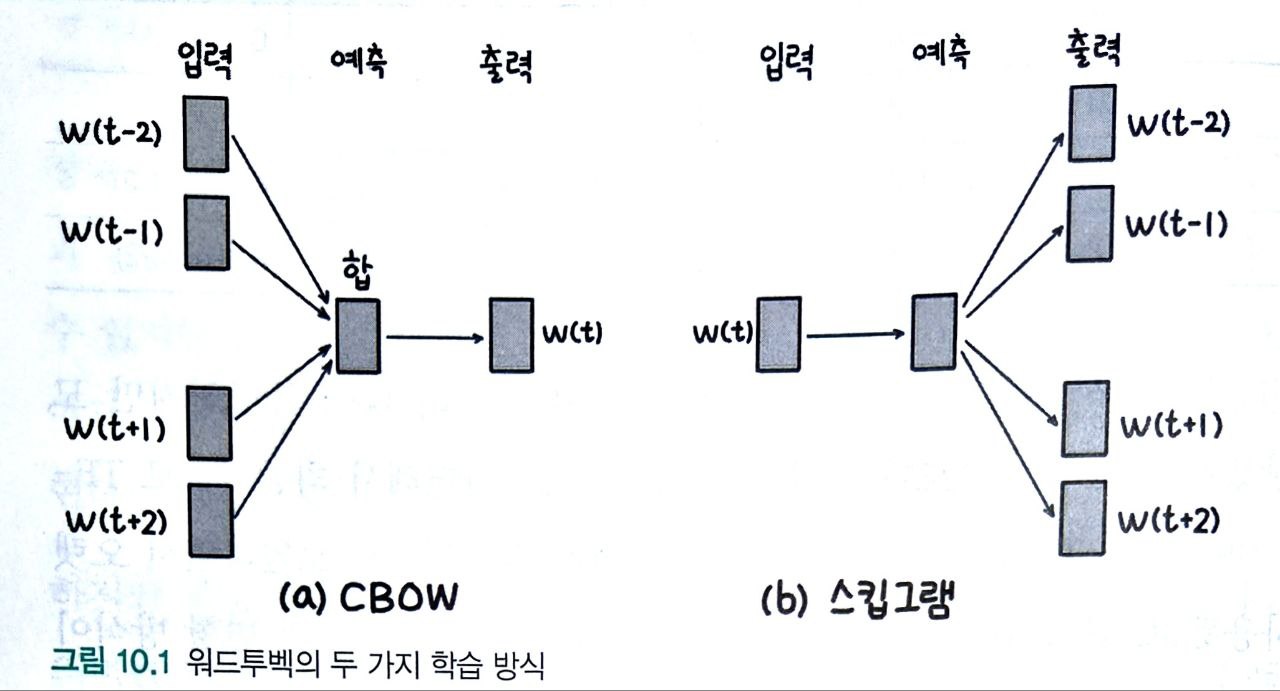 입력 예측 출력
w(t-2)
w(t-1)
합
w(t)
w(t+1)
w(t+2)
(a) CBOW
입력 예측 출력
w(t-2)
w(t-1)
w(t)
w(t+1)
w(t+2)
(b) 스킵그램
그림 10.1 워드투벡의 두 가지 학습 방식